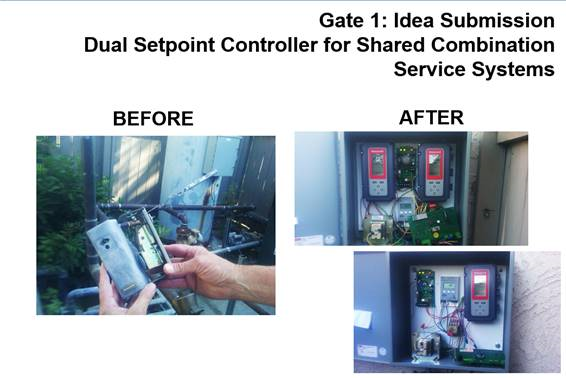 Gate 1: Idea Submission
Dual Setpoint Controller for Shared Combination
Service Systems
BEFORE
AFTER